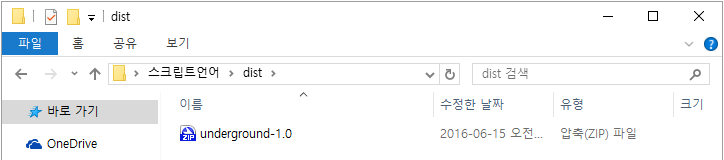 dist
파일 홈 공유 보기
스크립트언어 dist dist 검색
이름 수정한 날짜 유형 크기
바로 가기
ZIP underground-1.0 2016-06-15 오전... 압축(ZIP) 파일
OneDrive